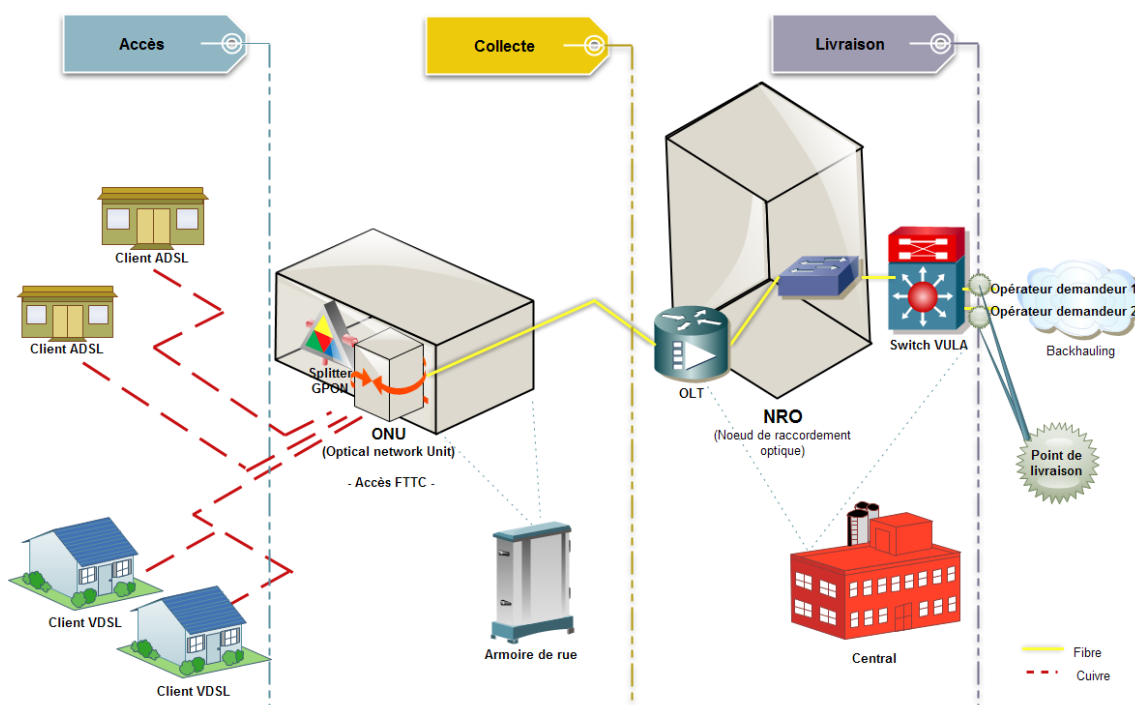 Accès
Collecte
Livraison
Client ADSL
Client ADSL
Splitter
GPON
ONU
(Optical network Unit)
- Accès FTTC -
OLT
NRO
(Noeud de raccordement
optique)
Switch VULA
Opérateur demandeur 1
Opérateur demandeur 2
Backhauling
Point de
livraison
Client VDSL
Client VDSL
Armoire de rue
Central
Fibre
Cuivre